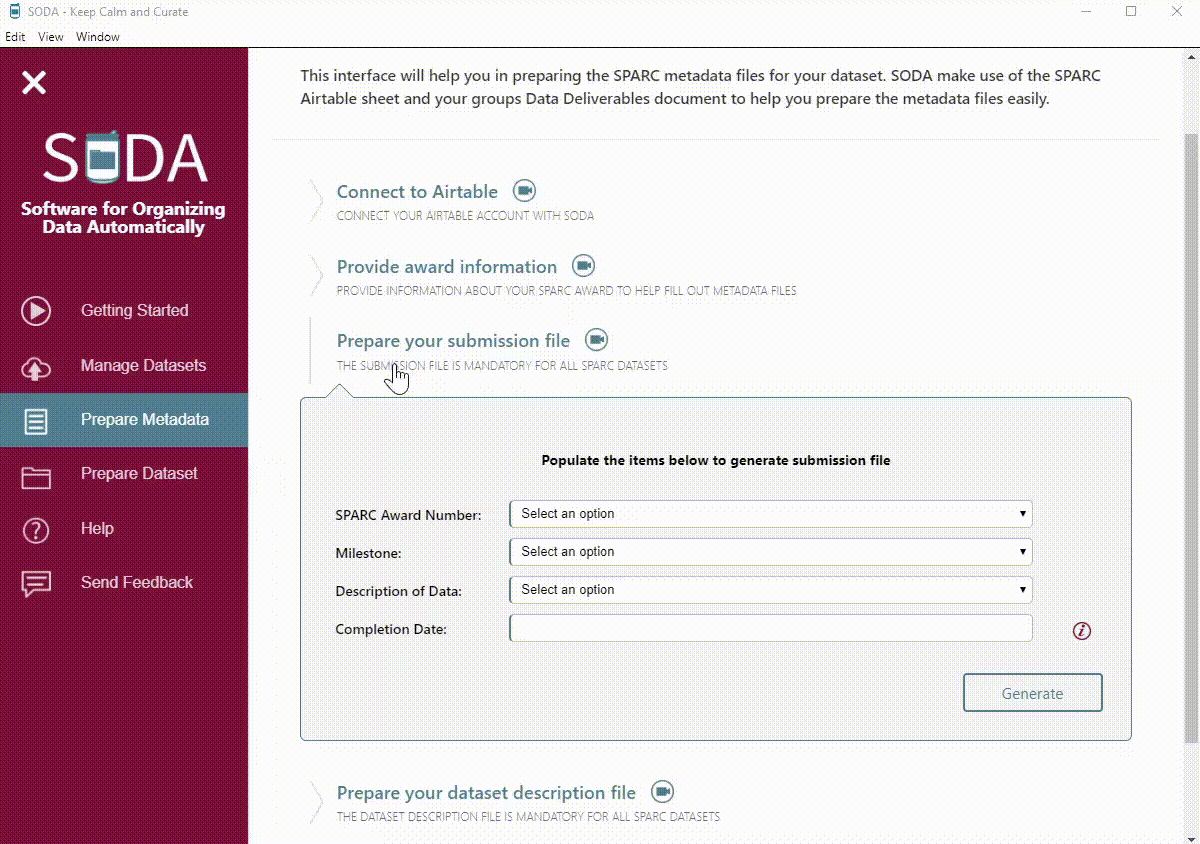 SODA - Keep Calm and Curate
Edit View Window
SODA
Software for Organizing
Data Automatically
Getting Started
Manage Datasets
Prepare Metadata
Prepare Dataset
Help
Send Feedback
This interface will help you in preparing the SPARC metadata files for your dataset. SODA make use of the SPARC
Airtable sheet and your groups Data Deliverables document to help you prepare the metadata files easily.
Connect to Airtable
CONNECT YOUR AIRTABLE ACCOUNT WITH SODA
Provide award information
PROVIDE INFORMATION ABOUT YOUR SPARC AWARD TO HELP FILL OUT METADATA FILES
Prepare your submission file
THE SUBMISSION FILE IS MANDATORY FOR ALL SPARC DATASETS
Populate the items below to generate submission file
SPARC Award Number: Select an option
Milestone: Select an option
Description of Data: Select an option
Completion Date:
i
Generate
Prepare your dataset description file
THE DATASET DESCRIPTION FILE IS MANDATORY FOR ALL SPARC DATASETS